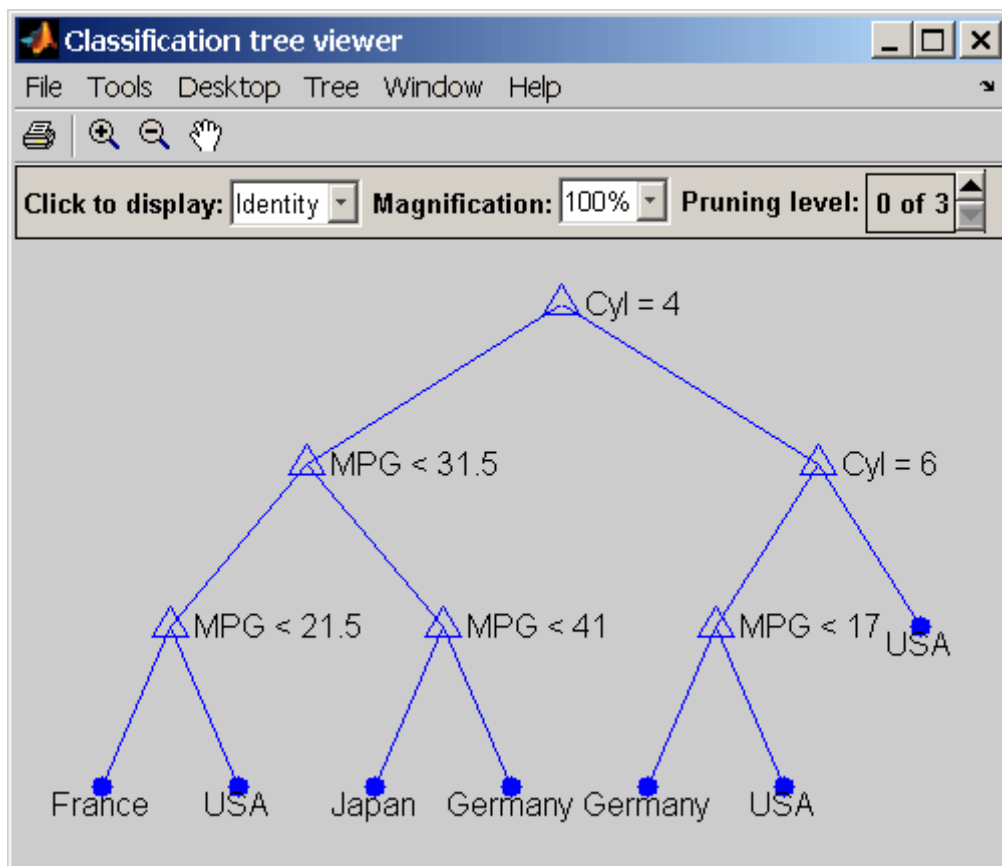 Classification tree viewer
File Tools Desktop Tree Window Help
Click to display: Identity Magnification: 100% Pruning level: 0 of 3
Cyl = 4
MPG < 31.5
Cyl = 6
MPG < 21.5
MPG < 41
MPG < 17
USA
France
USA
Japan
Germany
Germany
USA